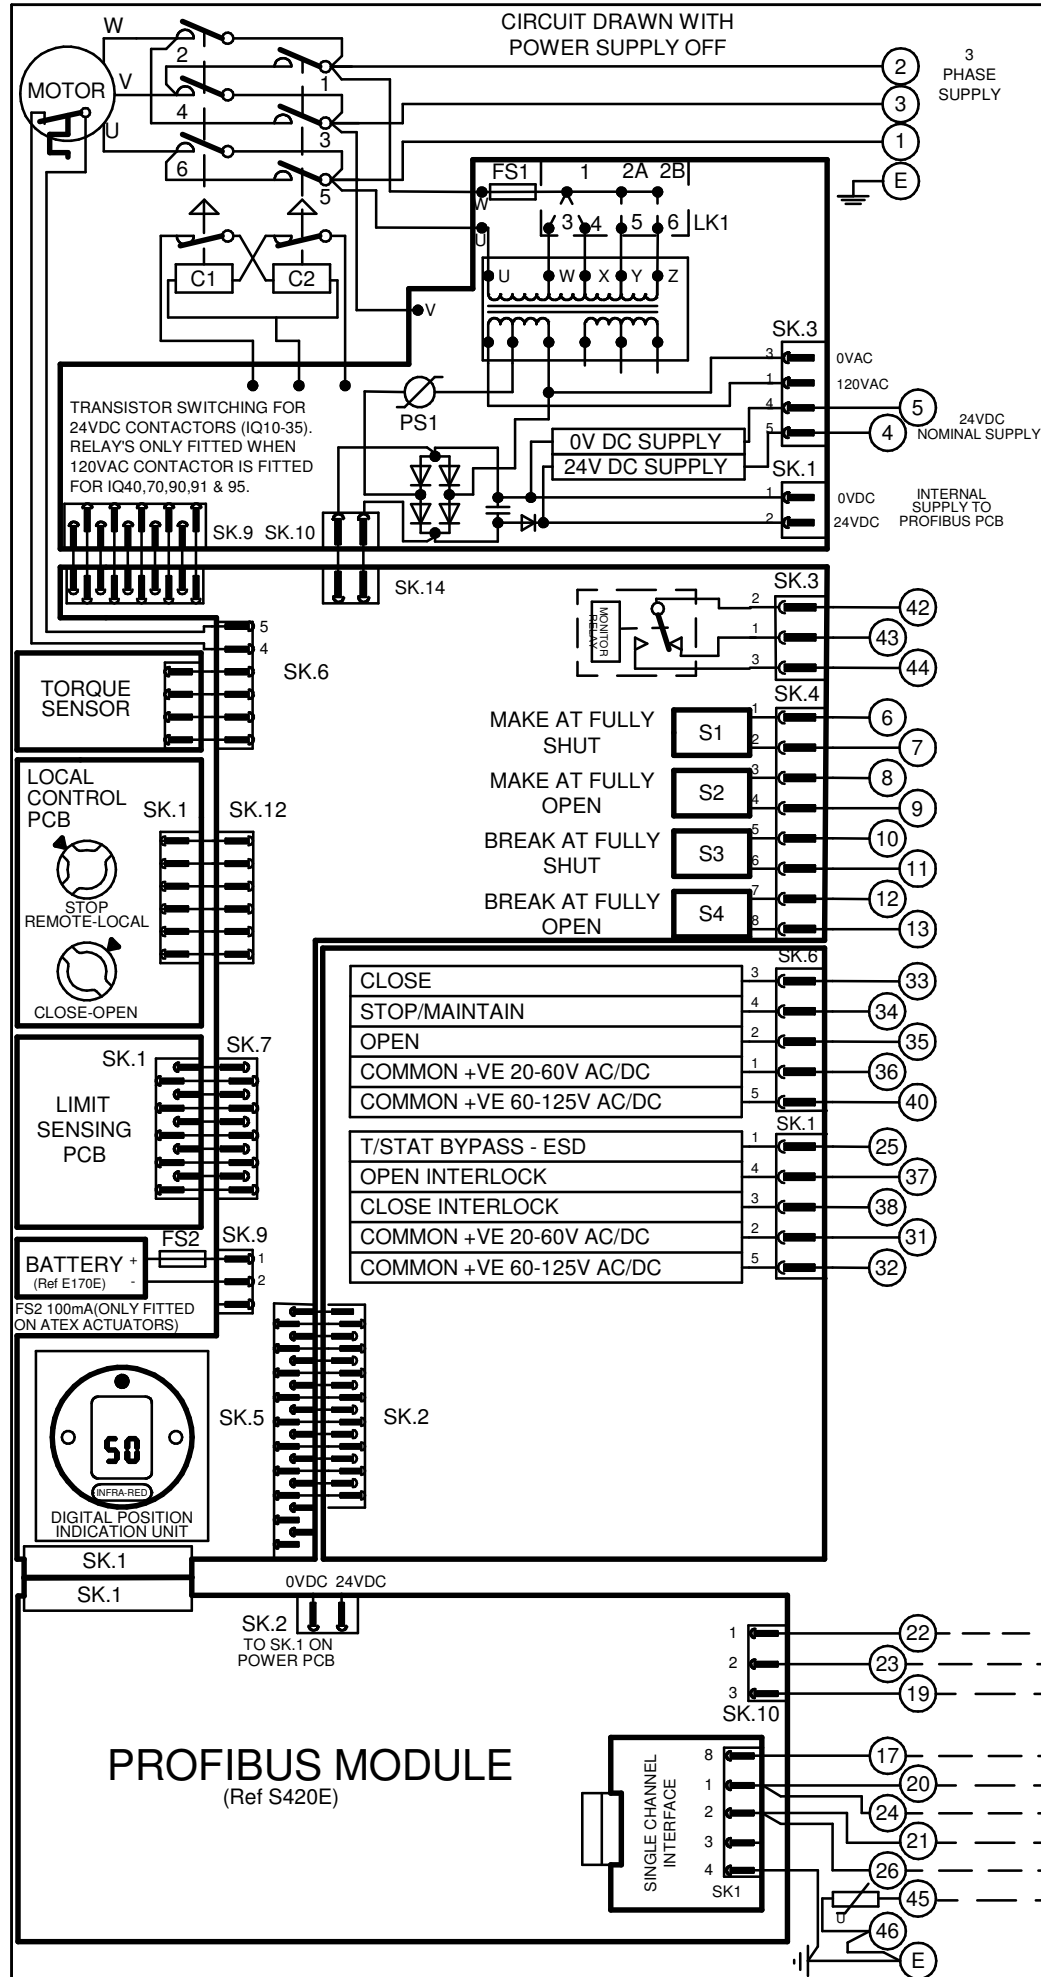 CIRCUIT DRAWN WITH
POWER SUPPLY OFF
W
V
U
MOTOR
2
1
4
3
6
5
2
3
1
E
3
PHASE
SUPPLY
C1
C2
FS1
1
2A
2B
W
3
4
5
6
LK1
U
U
W
X
Y
Z
V
PS1
SK.3
3
0VAC
1
120VAC
4
5
5
4
24VDC
NOMINAL SUPPLY
TRANSISTOR SWITCHING FOR
24VDC CONTACTORS (IQ10-35).
RELAY'S ONLY FITTED WHEN
120VAC CONTACTOR IS FITTED
FOR IQ40,70,90,91 & 95.
0V DC SUPPLY
24V DC SUPPLY
SK.1
1
0VDC
2
24VDC
INTERNAL
SUPPLY TO
PROFIBUS PCB
SK.9
SK.10
SK.14
SK.3
MONITOR
RELAY
2
42
1
43
3
44
5
4
SK.6
TORQUE
SENSOR
SK.4
MAKE AT FULLY
SHUT
S1
1
6
2
7
MAKE AT FULLY
OPEN
S2
3
8
4
9
BREAK AT FULLY
SHUT
S3
5
10
6
11
BREAK AT FULLY
OPEN
S4
7
12
8
13
LOCAL
CONTROL
PCB
SK.1
SK.12
STOP
REMOTE-LOCAL
CLOSE-OPEN
SK.6
CLOSE
3
33
STOP/MAINTAIN
4
34
OPEN
2
35
COMMON +VE 20-60V AC/DC
1
36
COMMON +VE 60-125V AC/DC
5
40
SK.1
T/STAT BYPASS - ESD
1
25
OPEN INTERLOCK
4
37
CLOSE INTERLOCK
3
38
COMMON +VE 20-60V AC/DC
2
31
COMMON +VE 60-125V AC/DC
5
32
SK.1
SK.7
LIMIT
SENSING
PCB
BATTERY
(Ref E170E)
+
-
FS2
SK.9
1
2
FS2 100mA(ONLY FITTED
ON ATEX ACTUATORS)
SK.5
SK.2
50
INFRA-RED
DIGITAL POSITION
INDICATION UNIT
SK.1
SK.1
0VDC 24VDC
SK.2
TO SK.1 ON
POWER PCB
1
22
2
23
3
19
SK.10
PROFIBUS MODULE
(Ref S420E)
SINGLE CHANNEL
INTERFACE
8
17
1
20
24
2
21
3
26
4
45
SK1
U
46
E